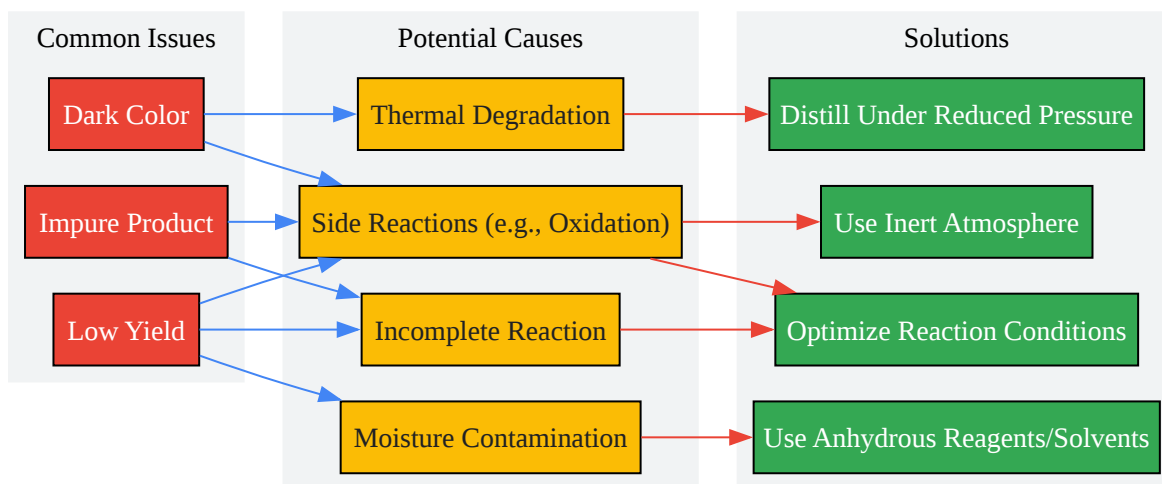 Common Issues
Potential Causes
Solutions
Dark Color
Thermal Degradation
Distill Under Reduced Pressure
Impure Product
Side Reactions (e.g., Oxidation)
Use Inert Atmosphere
Low Yield
Incomplete Reaction
Optimize Reaction Conditions
Moisture Contamination
Use Anhydrous Reagents/Solvents